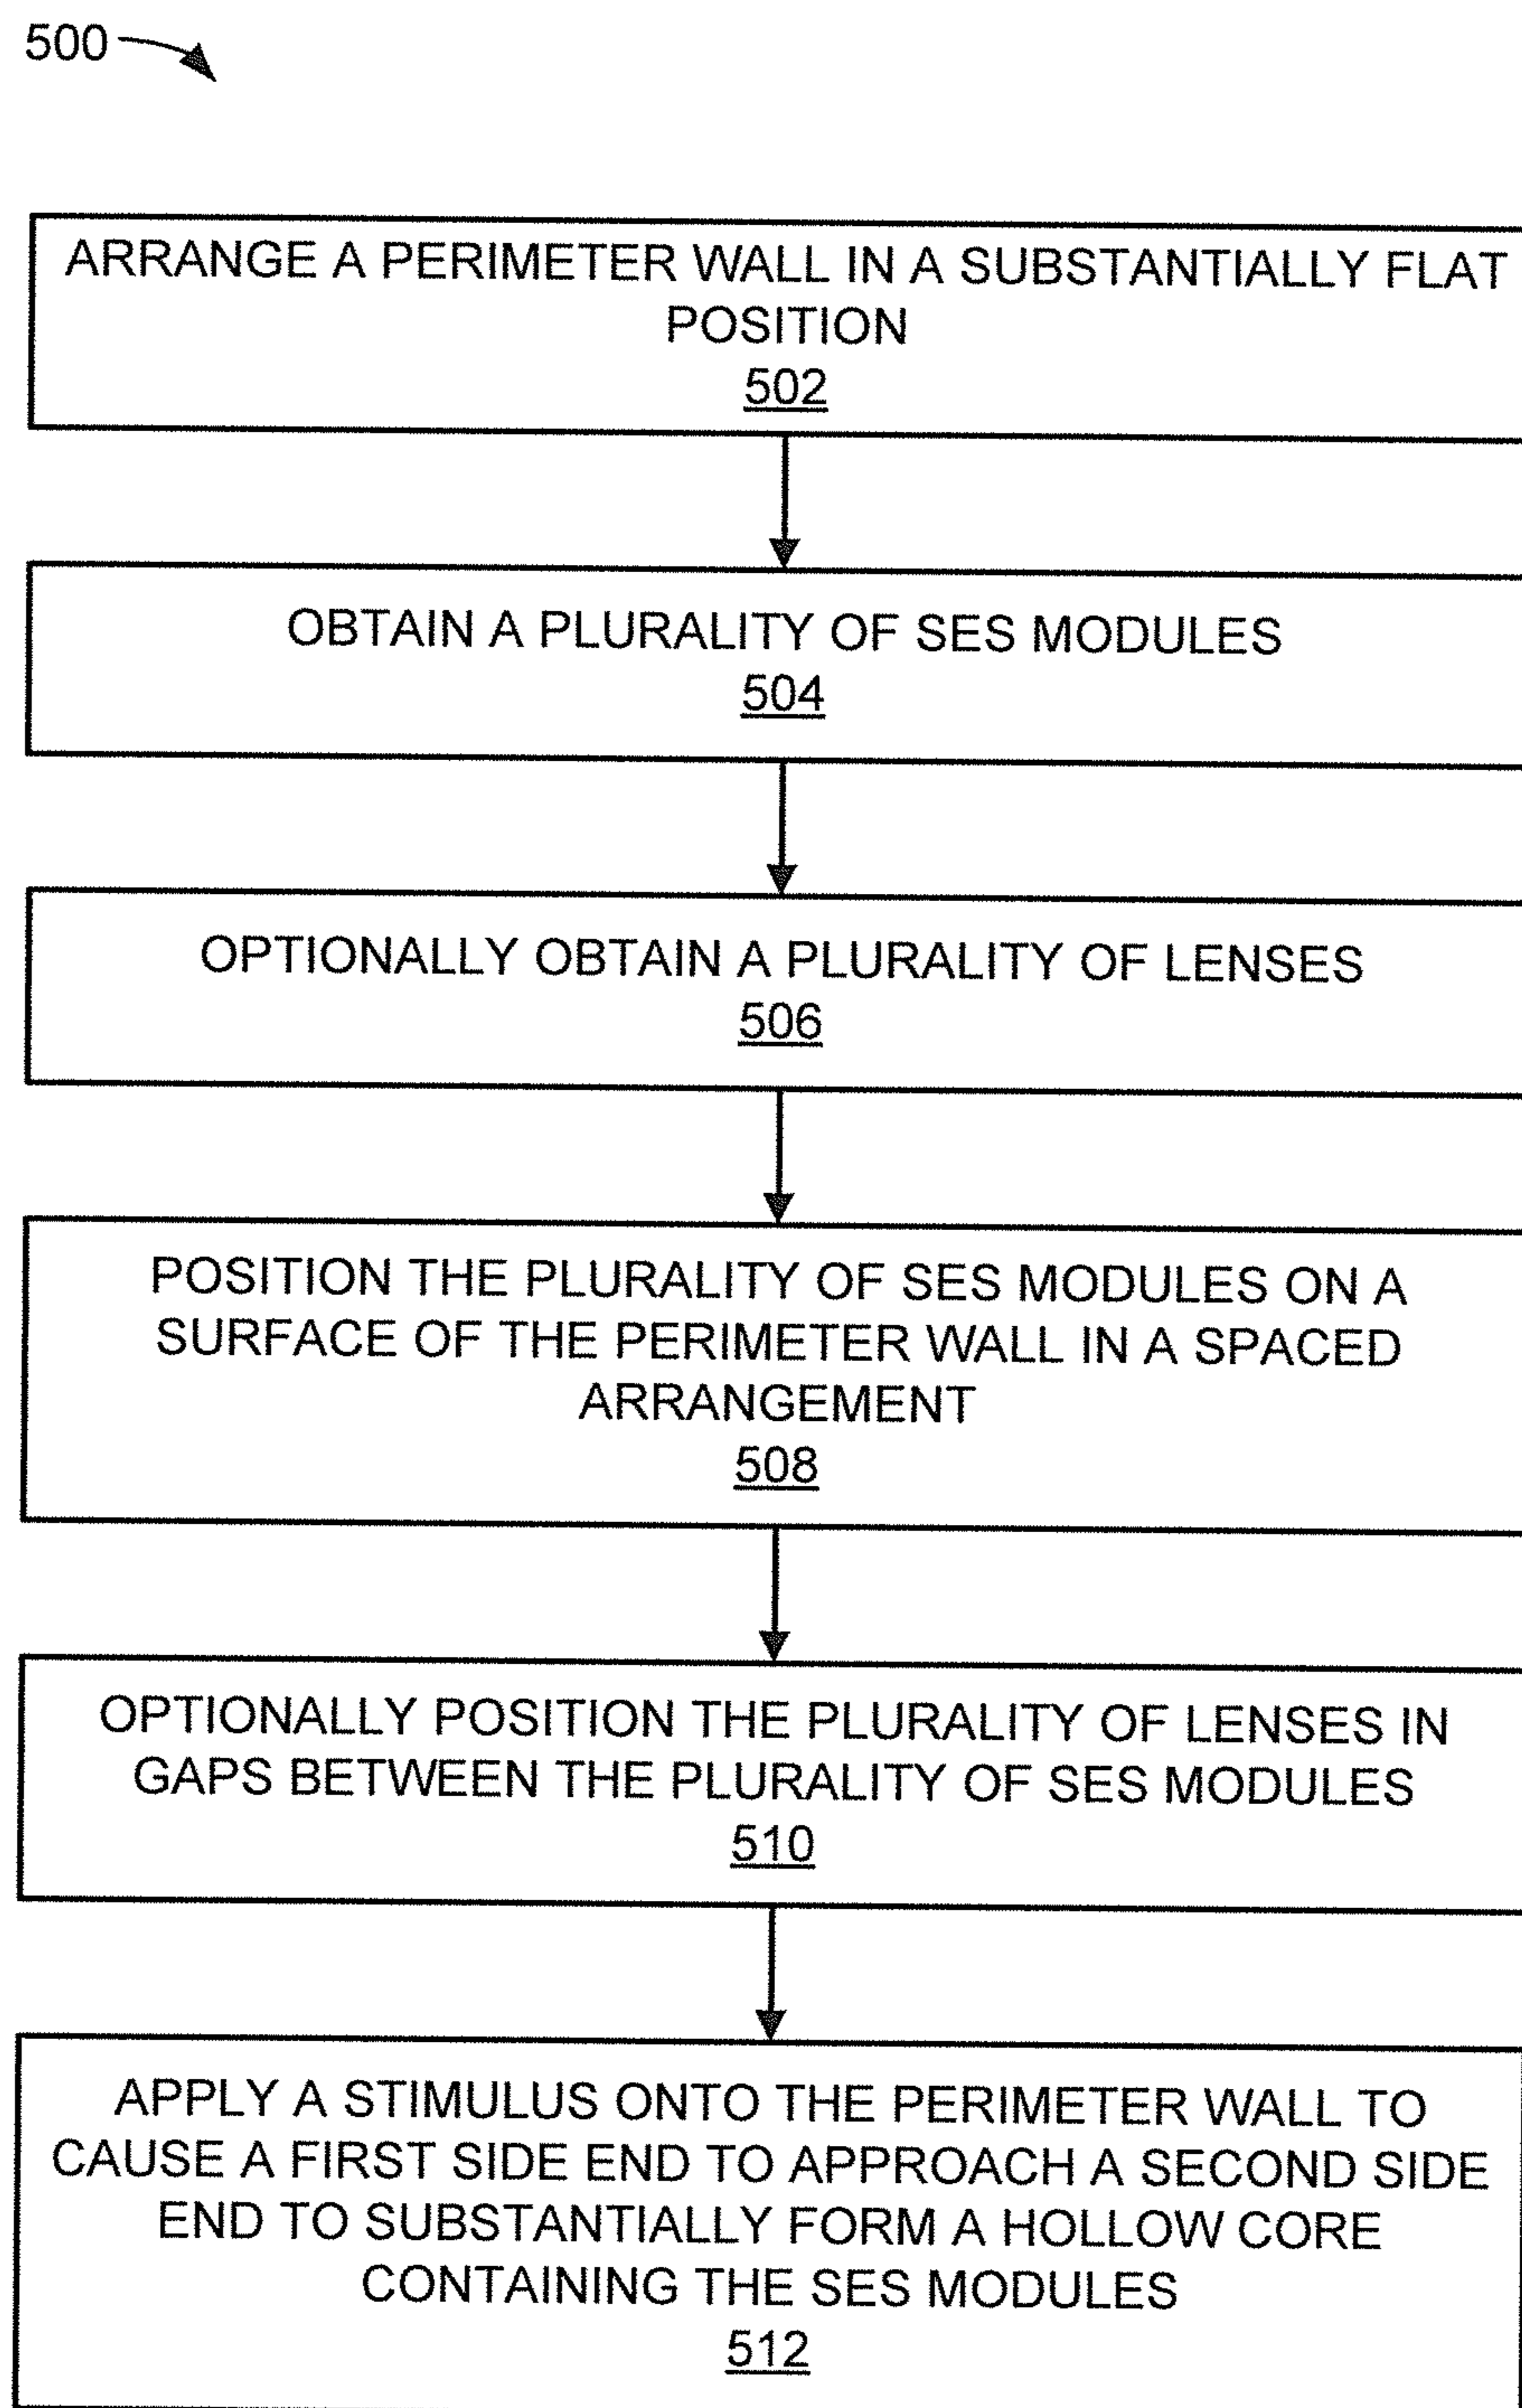 500
ARRANGE A PERIMETER WALL IN A SUBSTANTIALLY FLAT
POSITION
502
OBTAIN A PLURALITY OF SES MODULES
504
OPTIONALLY OBTAIN A PLURALITY OF LENSES
506
POSITION THE PLURALITY OF SES MODULES ON A
SURFACE OF THE PERIMETER WALL IN A SPACED
ARRANGEMENT
508
OPTIONALLY POSITION THE PLURALITY OF LENSES IN
GAPS BETWEEN THE PLURALITY OF SES MODULES
510
APPLY A STIMULUS ONTO THE PERIMETER WALL TO
CAUSE A FIRST SIDE END TO APPROACH A SECOND SIDE
END TO SUBSTANTIALLY FORM A HOLLOW CORE
CONTAINING THE SES MODULES
512